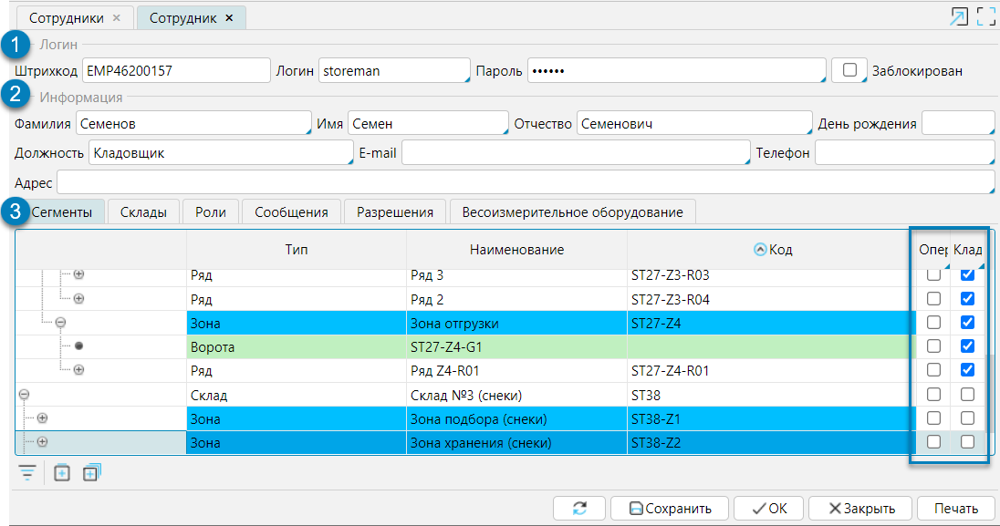 Сотрудники × Сотрудник ×
1 Логин
Штрихкод EMP46200157 Логин storeman Пароль •••••• Заблокирован
2 Информация
Фамилия Семенов Имя Семен Отчество Семенович День рождения
Должность Кладовщик E-mail Телефон
Адрес
3 Сегменты Склады Роли Сообщения Разрешения Весоизмерительное оборудование
Тип Наименование Код Опер Клад
Ряд Ряд 3 ST27-Z3-R03
Ряд Ряд 2 ST27-Z3-R04
Зона Зона отгрузки ST27-Z4
Ворота ST27-Z4-G1
Ряд Ряд Z4-R01 ST27-Z4-R01
Склад Склад №3 (снеки) ST38
Зона Зона подбора (снеки) ST38-Z1
Зона Зона хранения (снеки) ST38-Z2
Сохранить OK Закрыть Печать